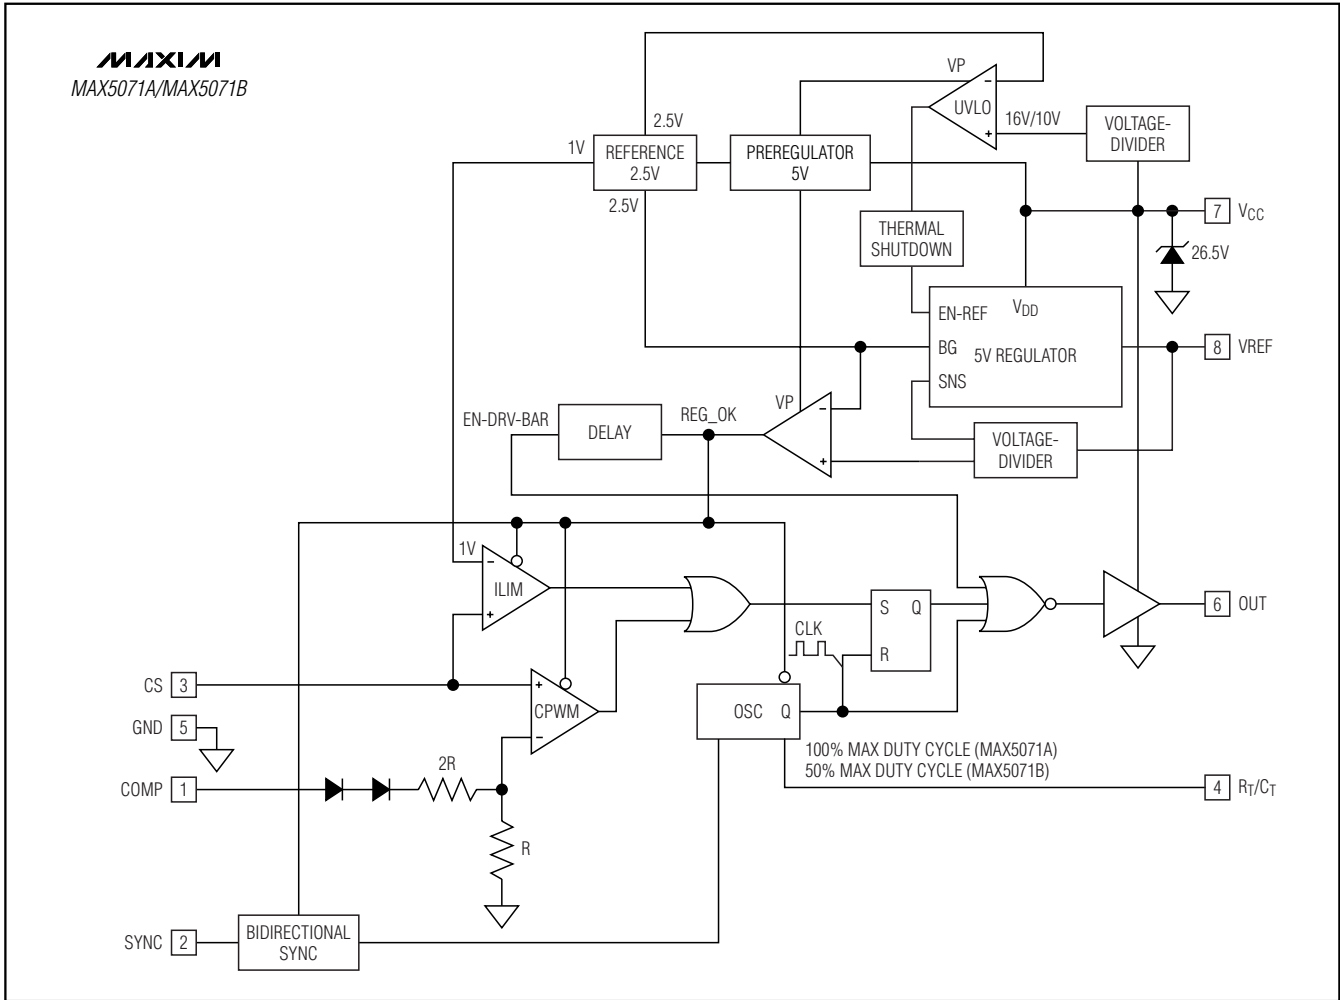 MAXIM
MAX5071A/MAX5071B
VP
UVLO
-
+
16V/10V
VOLTAGE-
DIVIDER
2.5V
1V
REFERENCE
2.5V
PREREGULATOR
5V
2.5V
THERMAL
SHUTDOWN
7
VCC
26.5V
EN-REF
VDD
BG
5V REGULATOR
SNS
8
VREF
VP
-
+
REG_OK
EN-DRV-BAR
DELAY
VOLTAGE-
DIVIDER
1V
-
ILIM
+
S
Q
R
CLK
6
OUT
CS
3
+
CPWM
-
OSC
Q
GND
5
100% MAX DUTY CYCLE (MAX5071A)
50% MAX DUTY CYCLE (MAX5071B)
COMP
1
2R
4
RT/CT
R
SYNC
2
BIDIRECTIONAL
SYNC